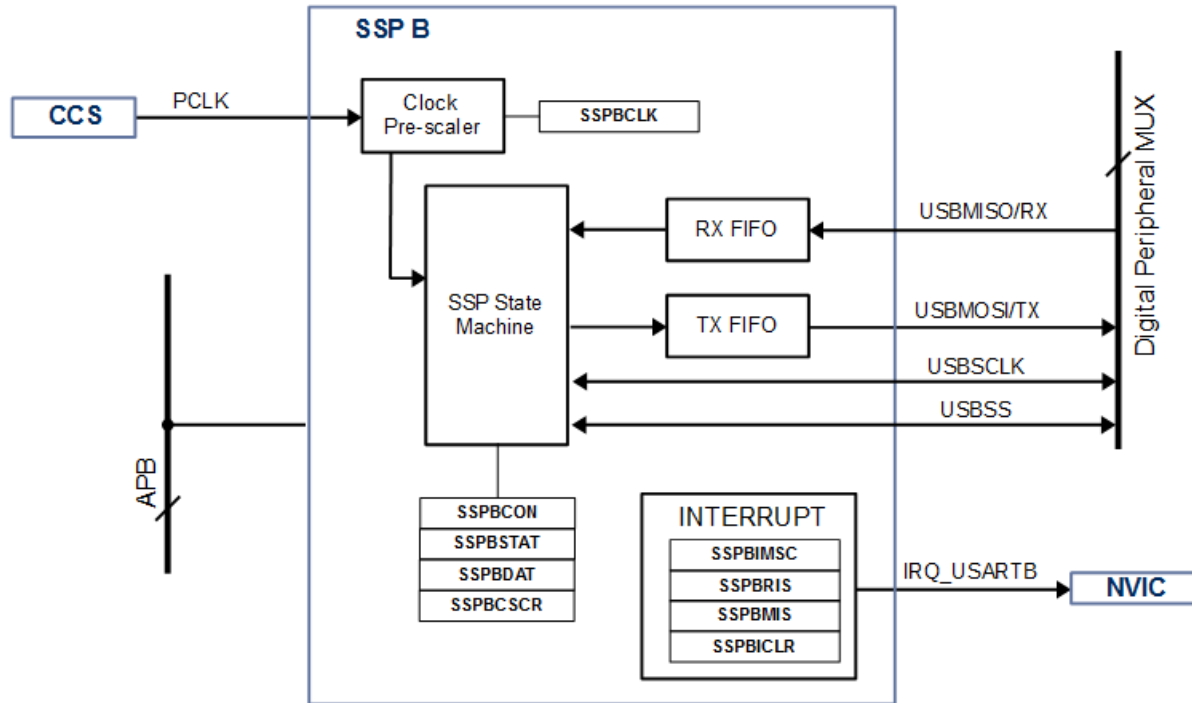 SSP B
CCS
PCLK
Clock
Pre-scaler
SSPBCLK
Digital Peripheral MUX
RX FIFO
USBMISO/RX
SSP State
Machine
TX FIFO
USBMOSI/TX
USBSCLK
USBSS
APB
SSPBCON
SSPBSTAT
SSPBDAT
SSPBCSCR
INTERRUPT
SSPBIMSC
SSPBRIS
SSPBMIS
SSPBICLR
IRQ_USARTB
NVIC